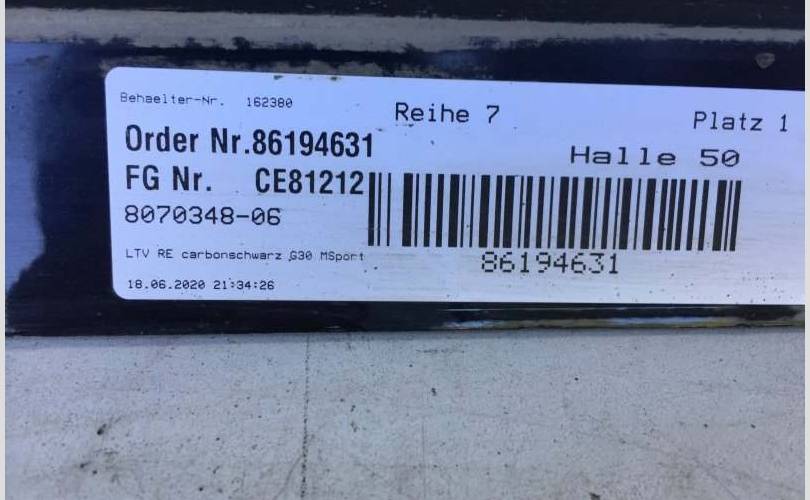 Behaelter-Nr. 162380
Reihe 7
Platz 1
Order Nr.86194631
Halle 50
FG Nr. CE81212
8070348-06
86194631
LTV RE carbonschwarz G30 MSport
18.06.2020 21:34:26